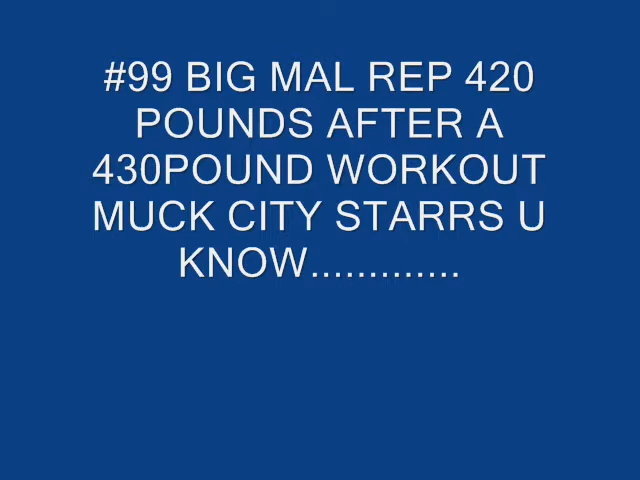 #99 BIG MAL REP 420
POUNDS AFTER A
430POUND WORKOUT
MUCK CITY STARRS U
KNOW.............